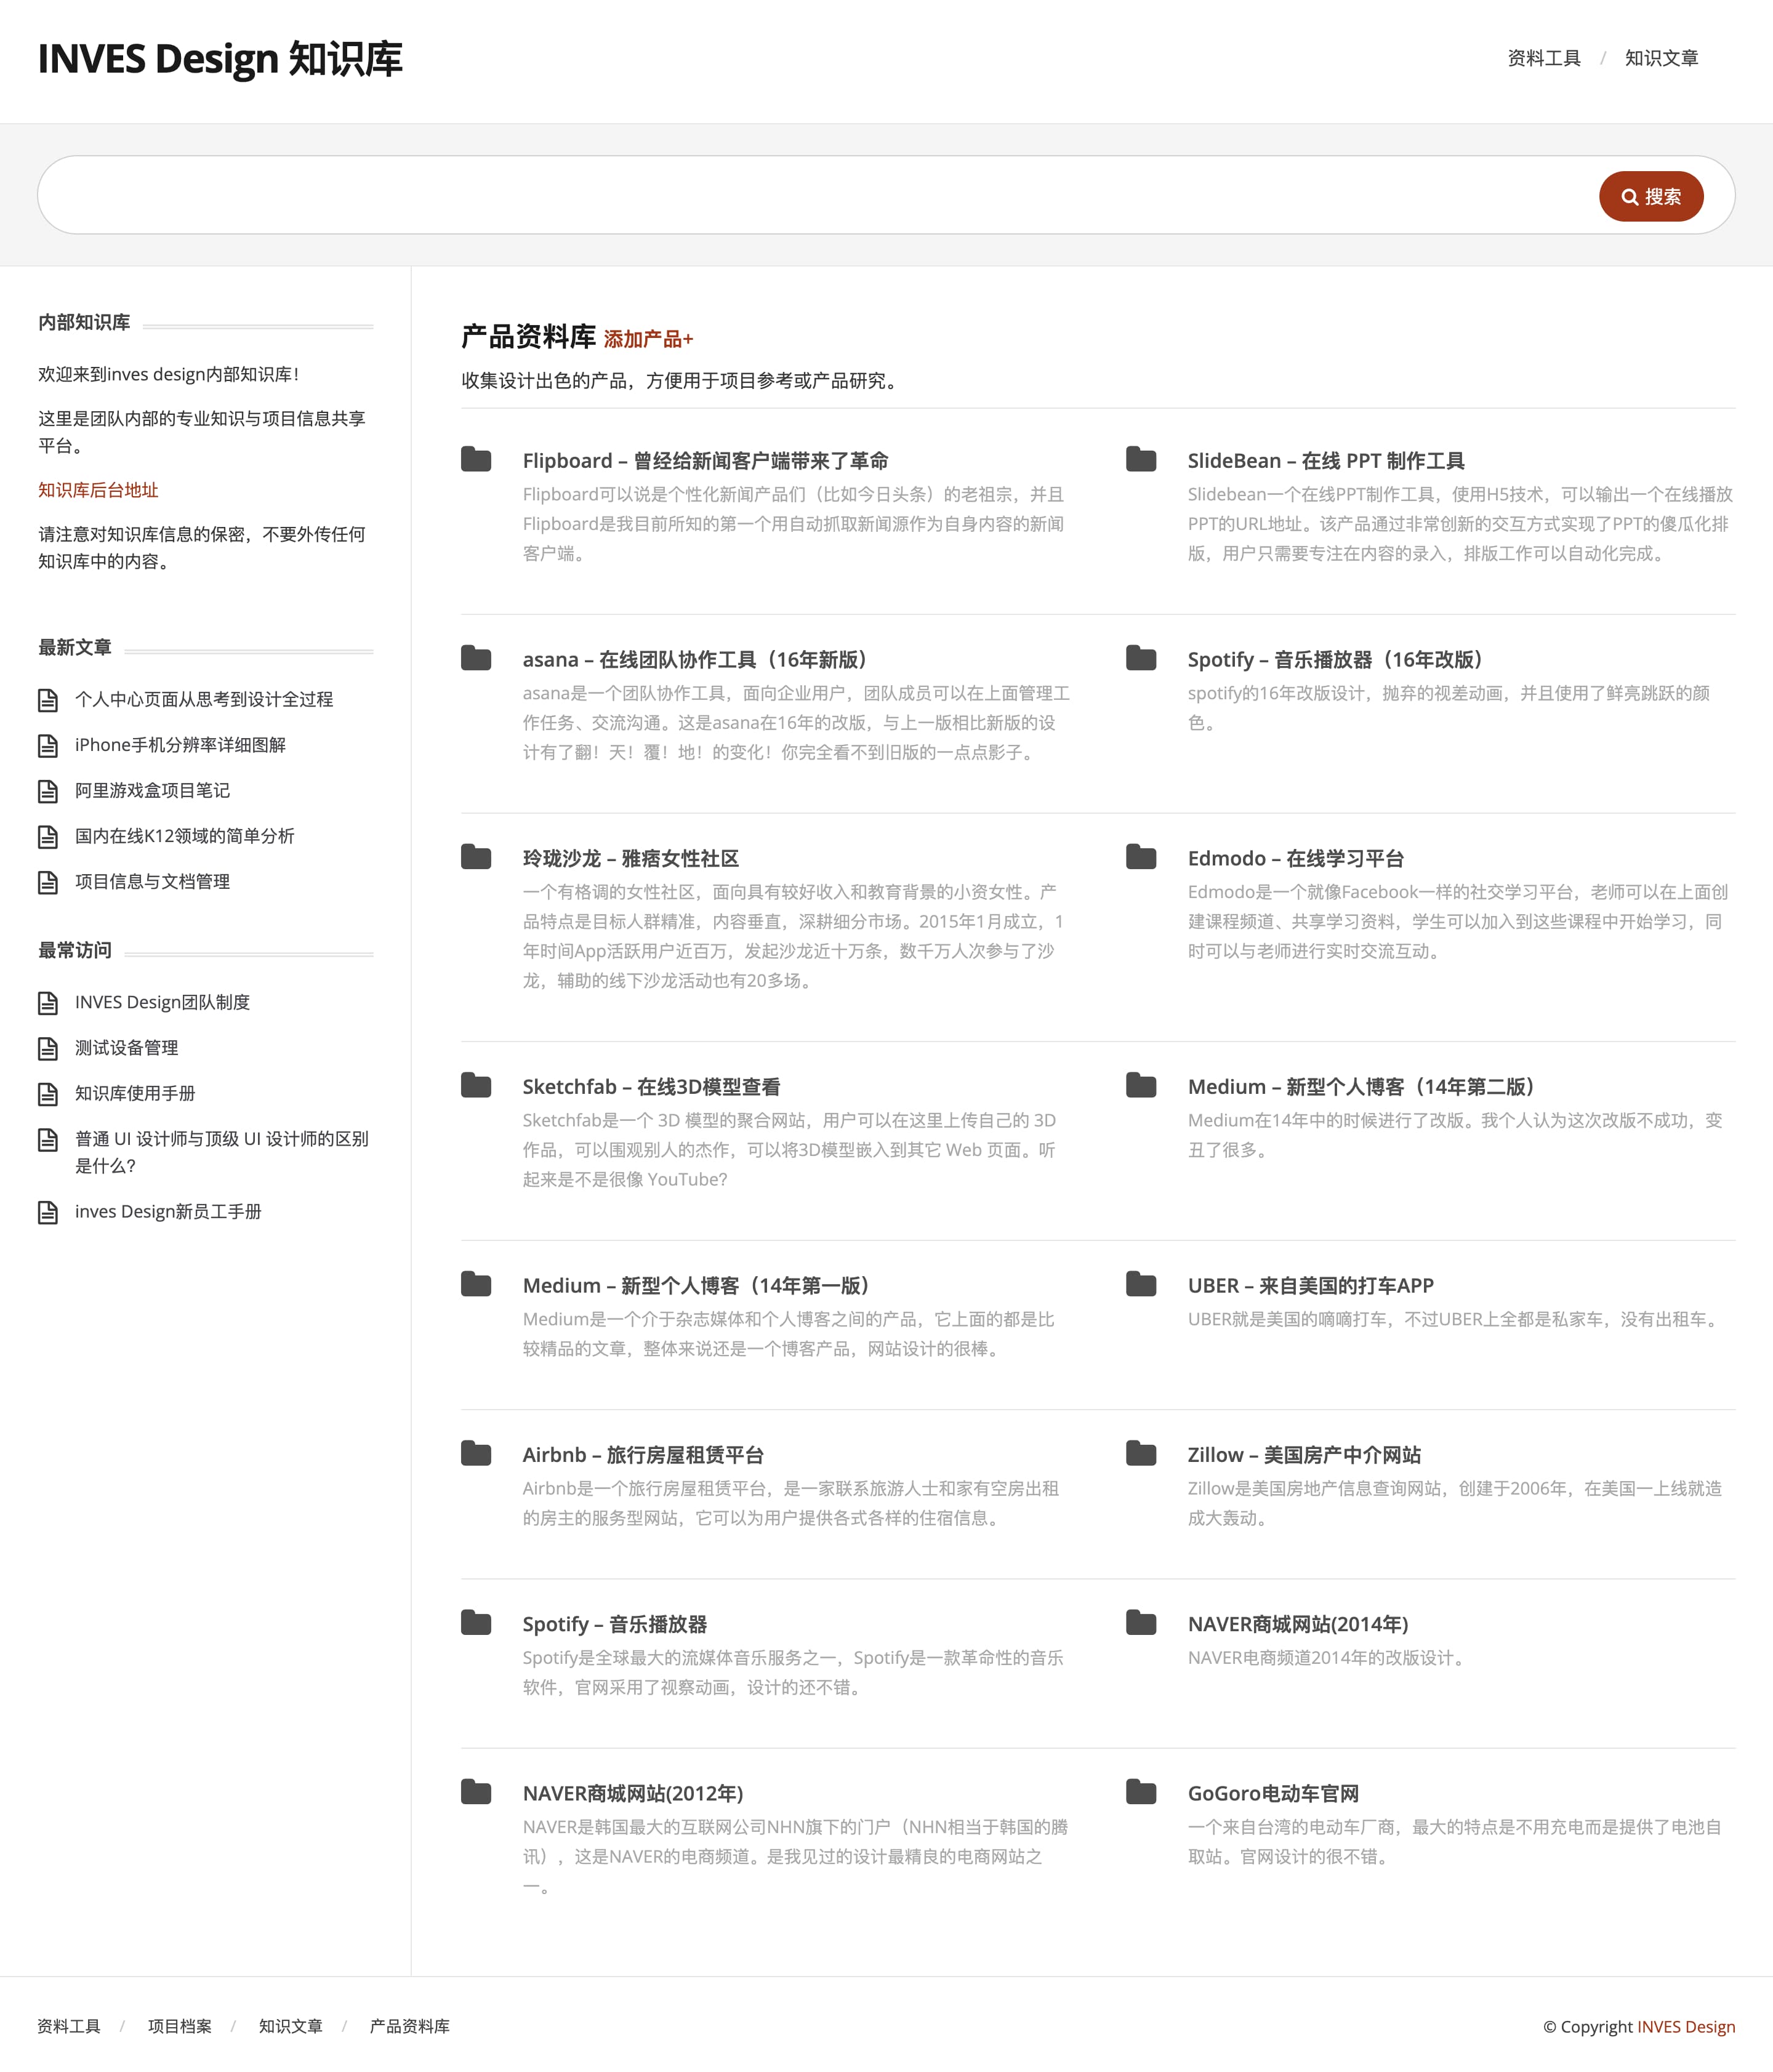 INVES Design 知识库
资料工具 / 知识文章
搜索
内部知识库
欢迎来到inves design内部知识库！
这里是团队内部的专业知识与项目信息共享
平台。
知识库后台地址
请注意对知识库信息的保密，不要外传任何
知识库中的内容。
最新文章
个人中心页面从思考到设计全过程
iPhone手机分辨率详细图解
阿里游戏盒项目笔记
国内在线K12领域的简单分析
项目信息与文档管理
最常访问
INVES Design团队制度
测试设备管理
知识库使用手册
普通 UI 设计师与顶级 UI 设计师的区别
是什么?
inves Design新员工手册
产品资料库 添加产品+
收集设计出色的产品，方便用于项目参考或产品研究。
Flipboard – 曾经给新闻客户端带来了革命
Flipboard可以说是个性化新闻产品们（比如今日头条）的老祖宗，并且
Flipboard是我目前所知的第一个用自动抓取新闻源作为自身内容的新闻
客户端。
SlideBean – 在线 PPT 制作工具
Slidebean一个在线PPT制作工具，使用H5技术，可以输出一个在线播放
PPT的URL地址。该产品通过非常创新的交互方式实现了PPT的傻瓜化排
版，用户只需要专注在内容的录入，排版工作可以自动化完成。
asana – 在线团队协作工具（16年新版）
asana是一个团队协作工具，面向企业用户，团队成员可以在上面管理工
作任务、交流沟通。这是asana在16年的改版，与上一版相比新版的设
计有了翻！天！覆！地！的变化！你完全看不到旧版的一点点影子。
Spotify – 音乐播放器（16年改版）
spotify的16年改版设计，抛弃的视差动画，并且使用了鲜亮跳跃的颜
色。
玲珑沙龙 – 雅痞女性社区
一个有格调的女性社区，面向具有较好收入和教育背景的小资女性。产
品特点是目标人群精准，内容垂直，深耕细分市场。2015年1月成立，1
年时间App活跃用户近百万，发起沙龙近十万条，数千万人次参与了沙
龙，辅助的线下沙龙活动也有20多场。
Edmodo – 在线学习平台
Edmodo是一个就像Facebook一样的社交学习平台，老师可以在上面创
建课程频道、共享学习资料，学生可以加入到这些课程中开始学习，同
时可以与老师进行实时交流互动。
Sketchfab – 在线3D模型查看
Sketchfab是一个 3D 模型的聚合网站，用户可以在这里上传自己的 3D
作品，可以围观别人的杰作，可以将3D模型嵌入到其它 Web 页面。听
起来是不是很像 YouTube?
Medium – 新型个人博客（14年第二版）
Medium在14年中的时候进行了改版。我个人认为这次改版不成功，变
丑了很多。
Medium – 新型个人博客（14年第一版）
Medium是一个介于杂志媒体和个人博客之间的产品，它上面的都是比
较精品的文章，整体来说还是一个博客产品，网站设计的很棒。
UBER – 来自美国的打车APP
UBER就是美国的嘀嘀打车，不过UBER上全都是私家车，没有出租车。
Airbnb – 旅行房屋租赁平台
Airbnb是一个旅行房屋租赁平台，是一家联系旅游人士和家有空房出租
的房主的服务型网站，它可以为用户提供各式各样的住宿信息。
Zillow – 美国房产中介网站
Zillow是美国房地产信息查询网站，创建于2006年，在美国一上线就造
成大轰动。
Spotify – 音乐播放器
Spotify是全球最大的流媒体音乐服务之一，Spotify是一款革命性的音乐
软件，官网采用了视察动画，设计的还不错。
NAVER商城网站(2014年)
NAVER电商频道2014年的改版设计。
NAVER商城网站(2012年)
NAVER是韩国最大的互联网公司NHN旗下的门户（NHN相当于韩国的腾
讯），这是NAVER的电商频道。是我见过的设计最精良的电商网站之
一。
GoGoro电动车官网
一个来自台湾的电动车厂商，最大的特点是不用充电而是提供了电池自
取站。官网设计的很不错。
资料工具 / 项目档案 / 知识文章 / 产品资料库
© Copyright INVES Design